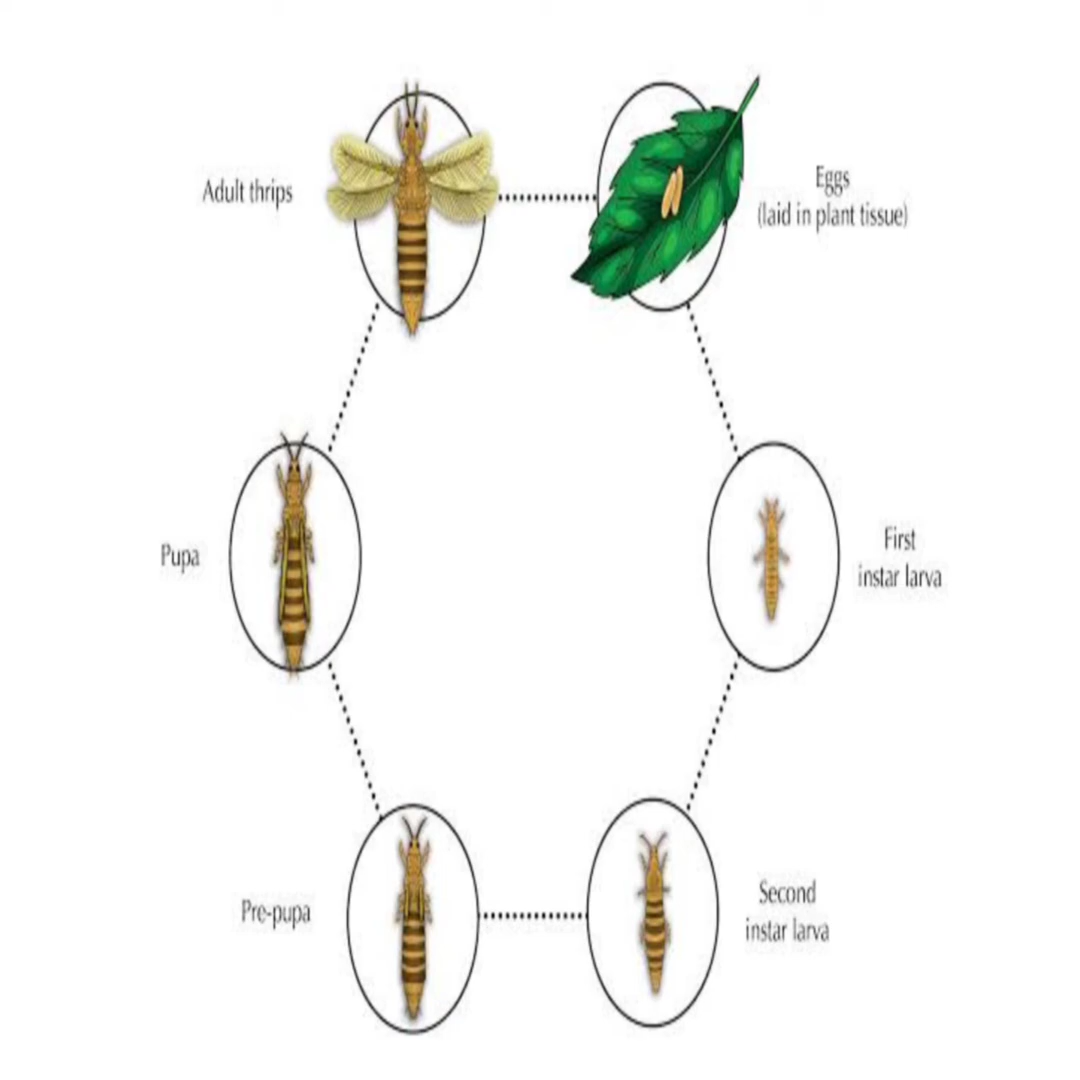 Adult thrips
Eggs
(laid in plant tissue)
Pupa
First
instar larva
Pre-pupa
Second
instar larva